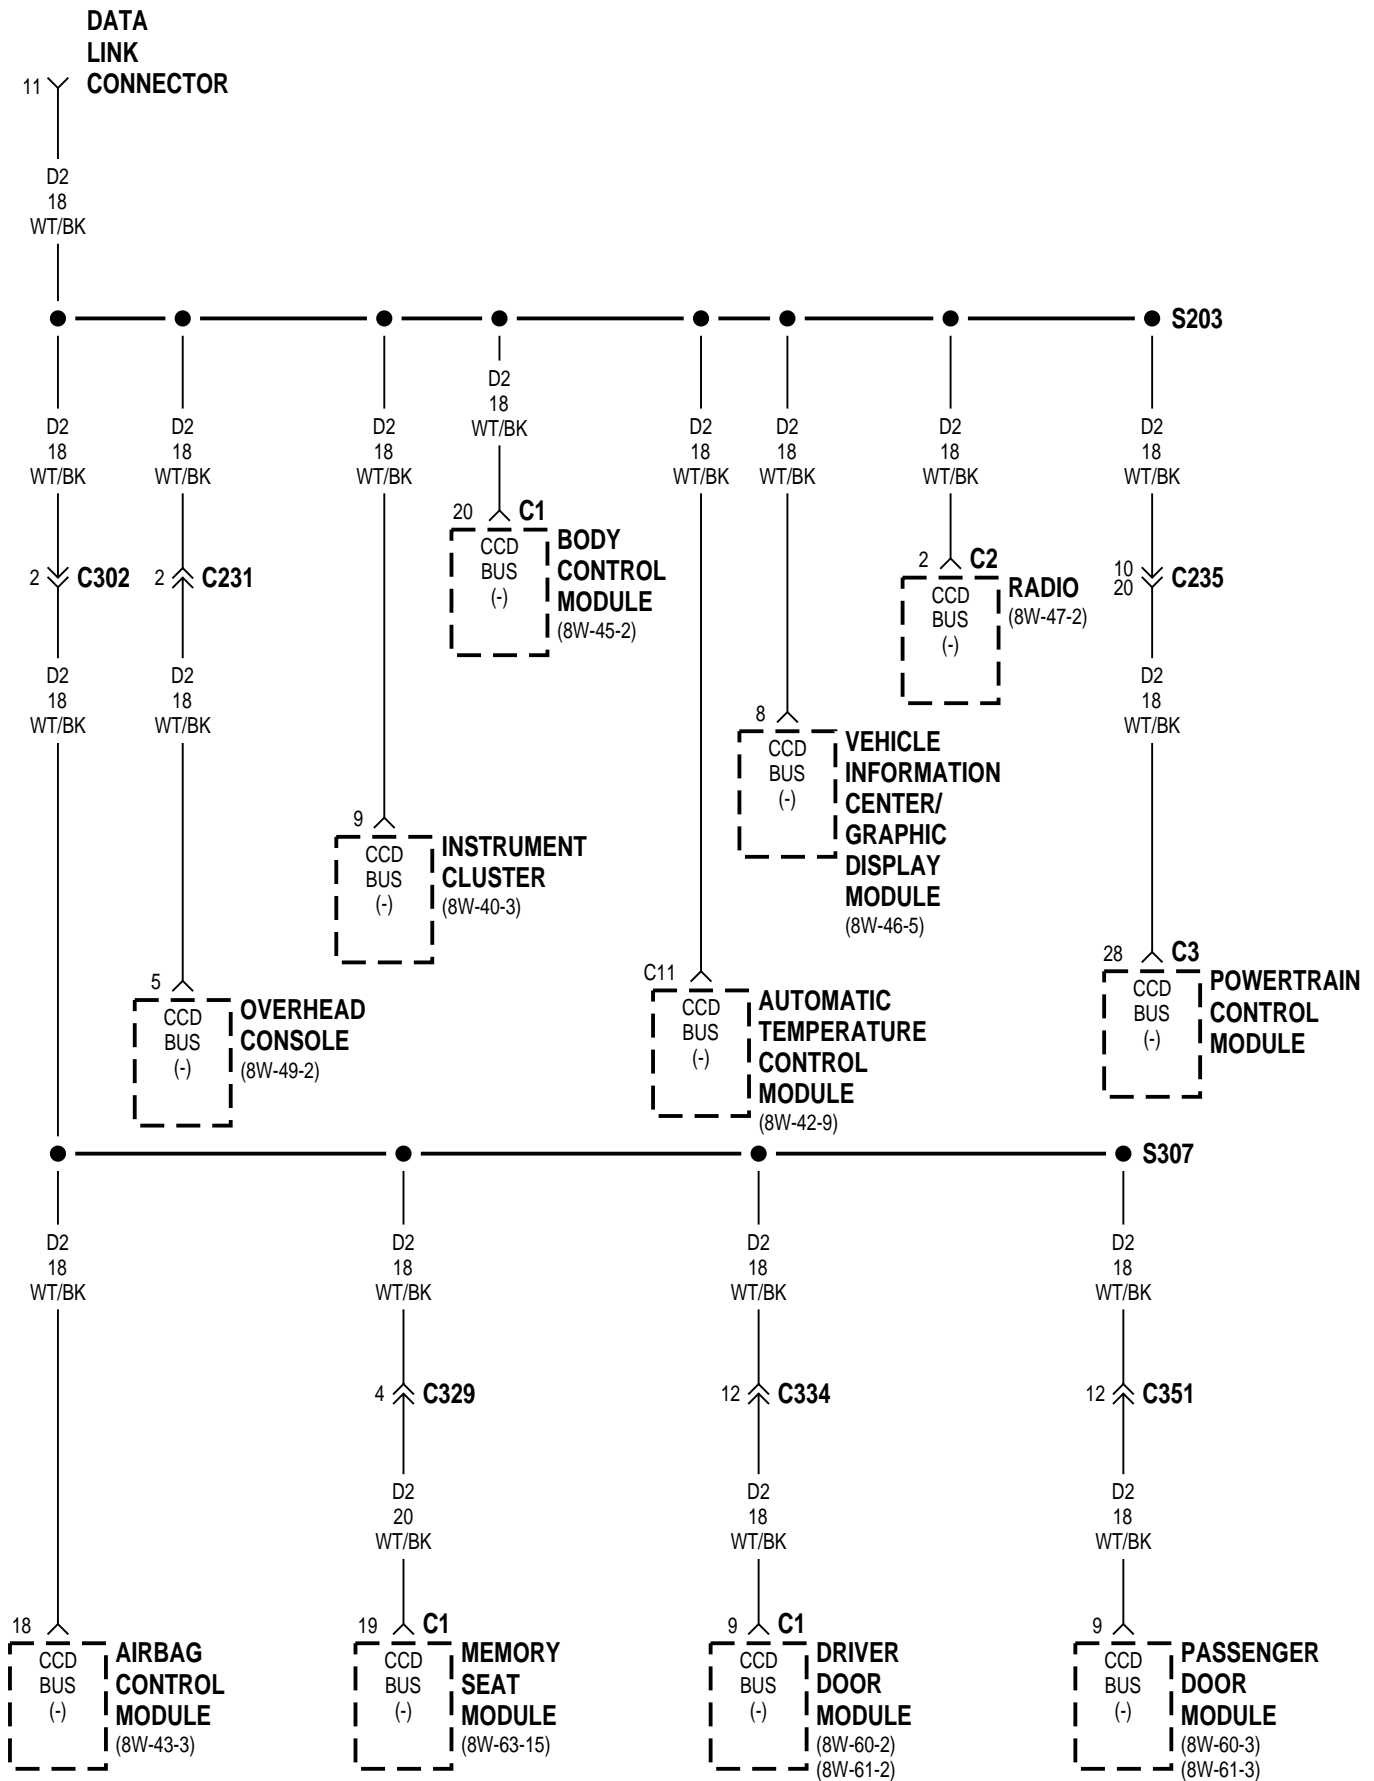 DATA
LINK
CONNECTOR
11
D2
18
WT/BK
S203
D2
18
WT/BK
D2
18
WT/BK
D2
18
WT/BK
D2
18
WT/BK
D2
18
WT/BK
D2
18
WT/BK
D2
18
WT/BK
D2
18
WT/BK
20 C1
CCD
BUS
(-)
BODY
CONTROL
MODULE
(8W-45-2)
2 C2
CCD
BUS
(-)
RADIO
(8W-47-2)
2 C302
2 C231
10
20
C235
D2
18
WT/BK
D2
18
WT/BK
D2
18
WT/BK
8
CCD
BUS
(-)
VEHICLE
INFORMATION
CENTER/
GRAPHIC
DISPLAY
MODULE
(8W-46-5)
9
CCD
BUS
(-)
INSTRUMENT
CLUSTER
(8W-40-3)
5
CCD
BUS
(-)
OVERHEAD
CONSOLE
(8W-49-2)
C11
CCD
BUS
(-)
AUTOMATIC
TEMPERATURE
CONTROL
MODULE
(8W-42-9)
28 C3
CCD
BUS
(-)
POWERTRAIN
CONTROL
MODULE
S307
D2
18
WT/BK
D2
18
WT/BK
D2
18
WT/BK
D2
18
WT/BK
4 C329
12 C334
12 C351
D2
20
WT/BK
D2
18
WT/BK
D2
18
WT/BK
18
CCD
BUS
(-)
AIRBAG
CONTROL
MODULE
(8W-43-3)
19 C1
CCD
BUS
(-)
MEMORY
SEAT
MODULE
(8W-63-15)
9 C1
CCD
BUS
(-)
DRIVER
DOOR
MODULE
(8W-60-2)
(8W-61-2)
9
CCD
BUS
(-)
PASSENGER
DOOR
MODULE
(8W-60-3)
(8W-61-3)